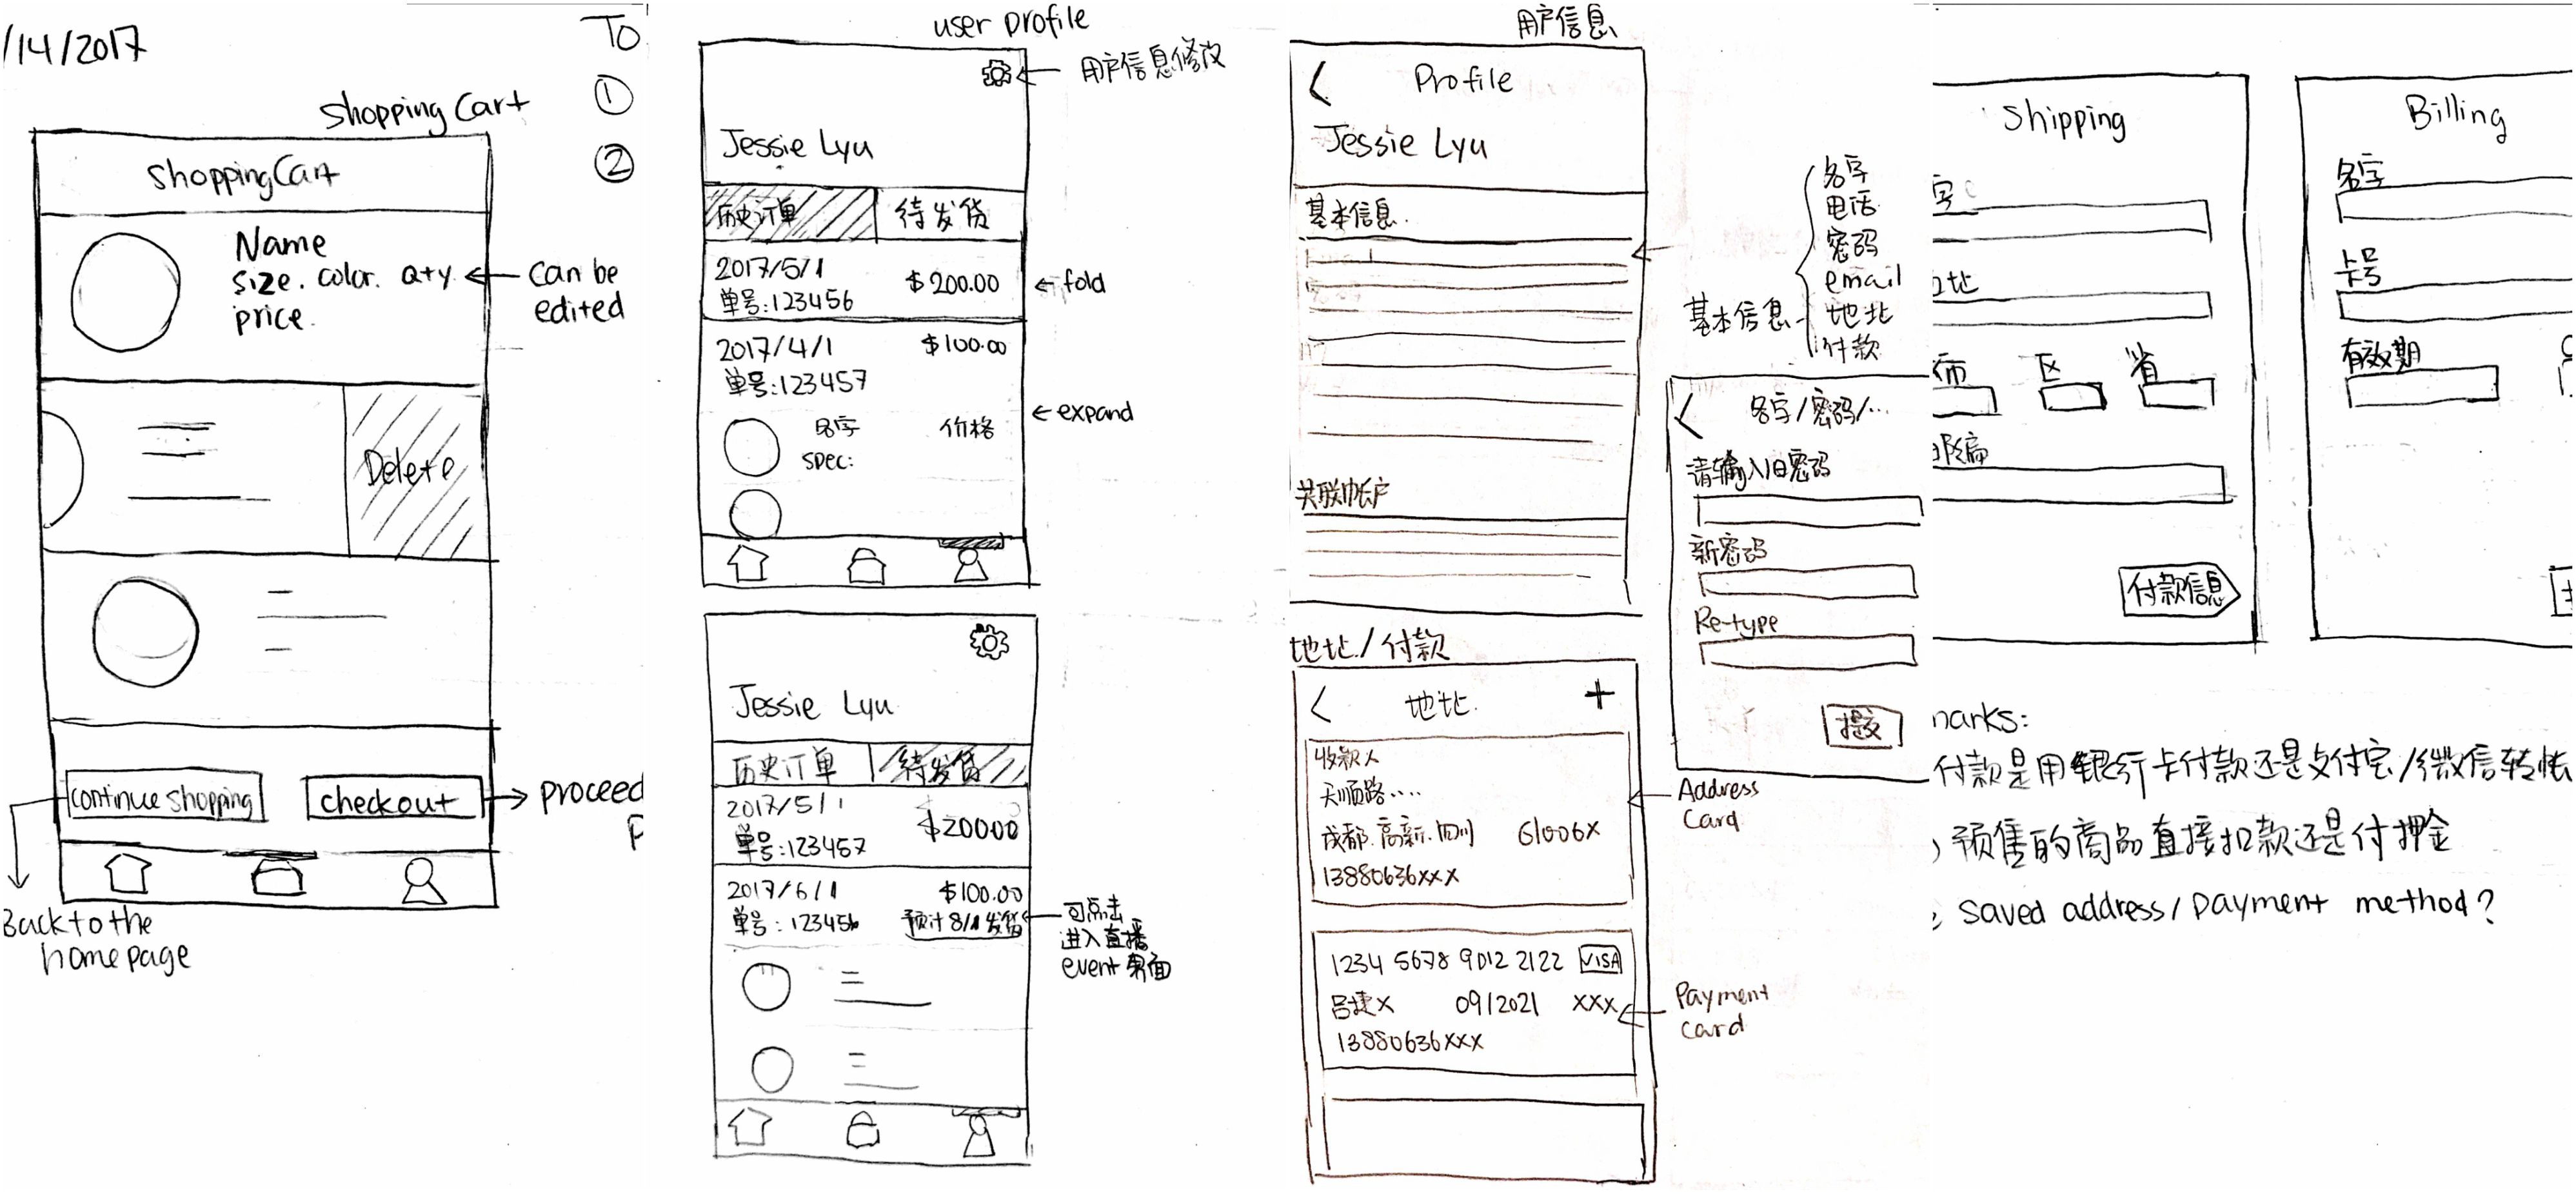 /14/2017
To
①
②
Shopping Cart
Shopping Cart
Name
size. color. Qty.
price.
can be
edited
Delete
continue shopping
checkout
proceed
Back to the
homepage
user profile
用户信息修改
Jessie Lyu
历史订单
待发货
2017/5/1
$200.00
单号:123456
fold
2017/4/1
$100.00
单号:123457
expand
名字
价格
spec:
Jessie Lyu
历史订单
待发货
2017/5/1
$200.00
单号:123457
2017/6/1
$100.00
单号:123456
预计8/1发货
可点击
进入直播
event界面
用户信息
< Profile
Jessie Lyu
基本信息
关联帐户
基本信息
名字
电话
密码
email
地址
付款
< 名字/密码/...
请输入旧密码
新密码
Re-type
提交
地址/付款
< 地址 +
收款人
天顺路....
成都.高新.四川 61006X
13880636XXX
Address
Card
1234 5678 9012 2122 VISA
吕捷X 09/2021 XXX
13880636XXX
Payment
card
Shipping
字
址
市 区 省
邮编
付款信息
Billing
名字
卡号
有效期
marks:
付款是用银行卡付款还是支付宝/微信转帐
) 预售的商品直接扣款还是付押金
saved address/payment method?